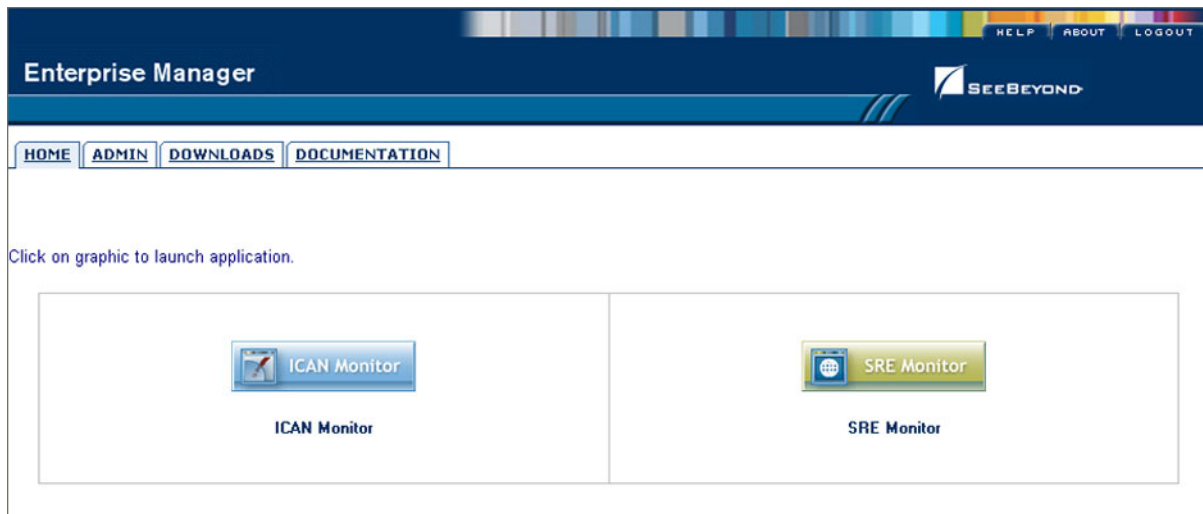 HELP ABOUT LOGOUT
Enterprise Manager
SEEBEYOND
HOME ADMIN DOWNLOADS DOCUMENTATION
Click on graphic to launch application.
ICAN Monitor SRE Monitor
ICAN Monitor SRE Monitor